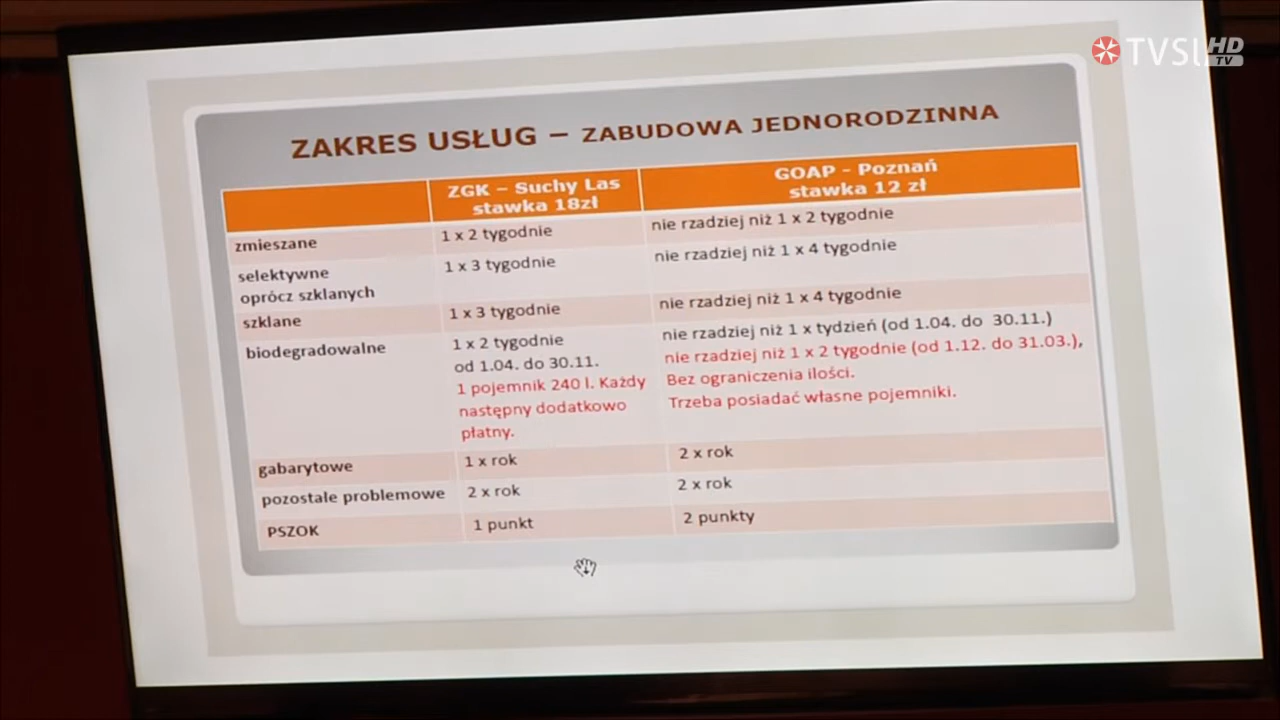 TVSL HD TV
ZAKRES USŁUG – ZABUDOWA JEDNORODZINNA
ZGK – Suchy Las
stawka 18zł
GOAP - Poznań
stawka 12 zł
zmieszane
1 x 2 tygodnie
nie rzadziej niż 1 x 2 tygodnie
selektywne
oprócz szklanych
1 x 3 tygodnie
nie rzadziej niż 1 x 4 tygodnie
szklane
1 x 3 tygodnie
nie rzadziej niż 1 x 4 tygodnie
biodegradowalne
1 x 2 tygodnie
od 1.04. do 30.11.
1 pojemnik 240 l. Każdy
następny dodatkowo
płatny.
nie rzadziej niż 1 x tydzień (od 1.04. do 30.11.)
nie rzadziej niż 1 x 2 tygodnie (od 1.12. do 31.03.),
Bez ograniczenia ilości.
Trzeba posiadać własne pojemniki.
gabarytowe
1 x rok
2 x rok
pozostałe problemowe
2 x rok
2 x rok
PSZOK
1 punkt
2 punkty